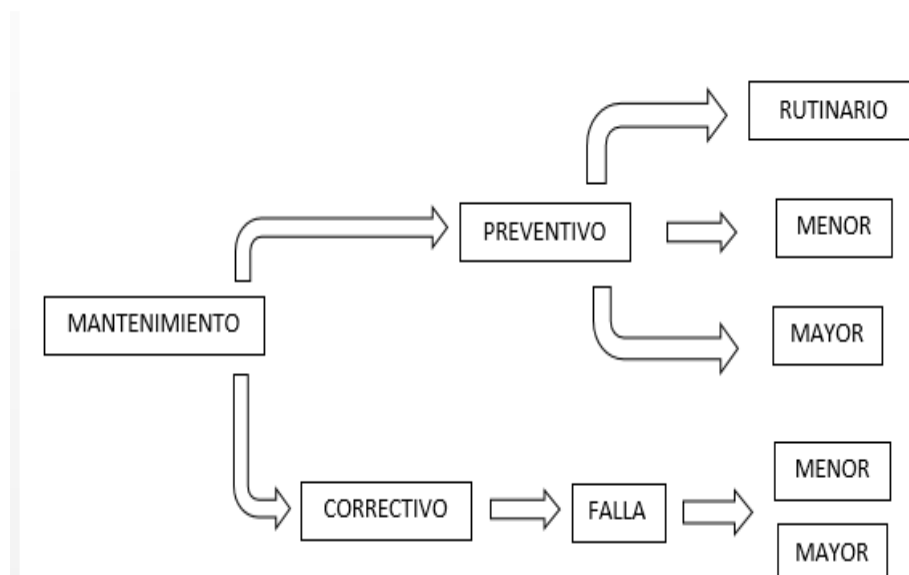 RUTINARIO
PREVENTIVO
MENOR
MANTENIMIENTO
MAYOR
CORRECTIVO
FALLA
MENOR
MAYOR